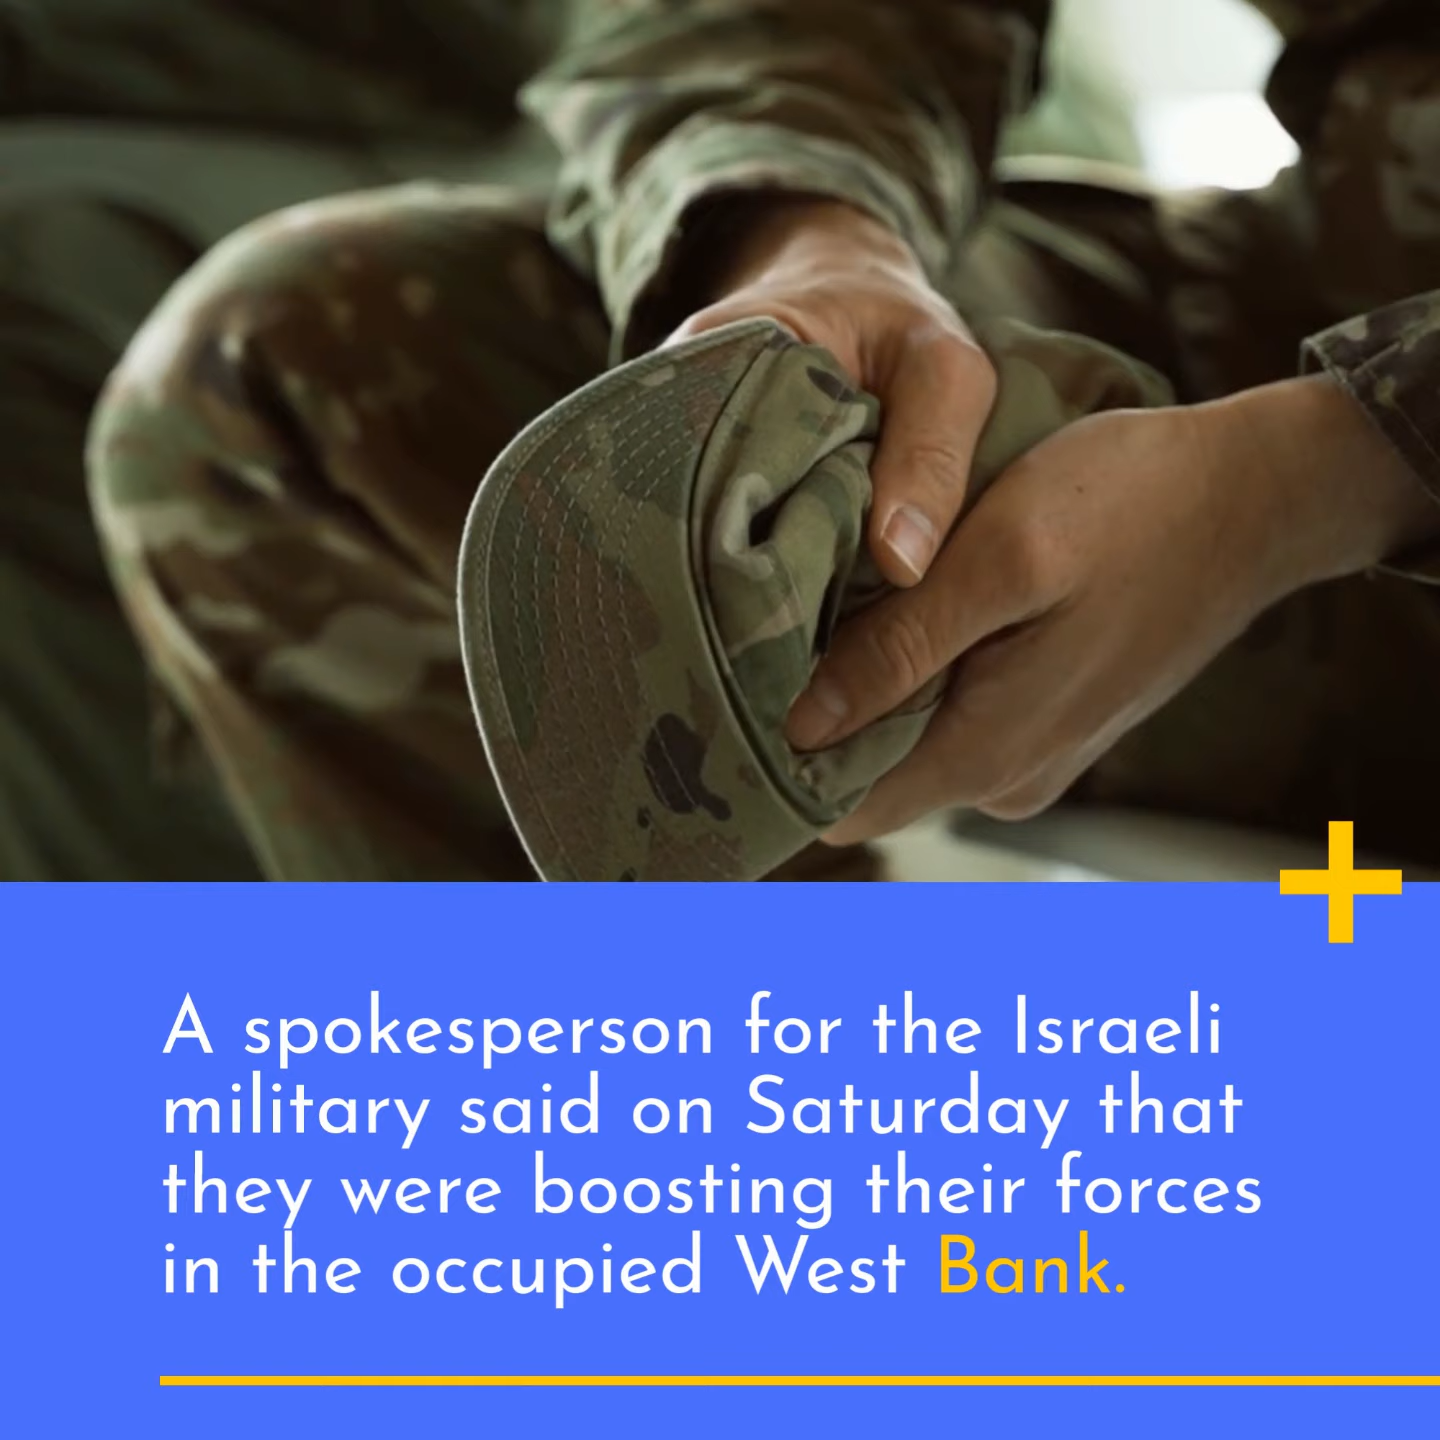 A spokesperson for the Israeli
military said on Saturday that
they were boosting their forces
in the occupied West Bank.